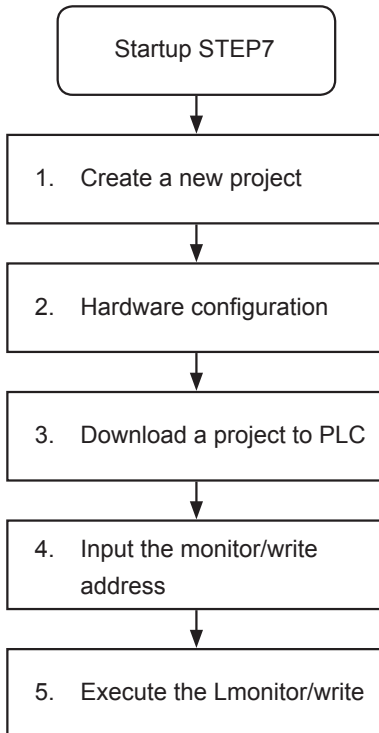 Startup STEP7
1. Create a new project
2. Hardware configuration
3. Download a project to PLC
4. Input the monitor/write
address
5. Execute the Lmonitor/write